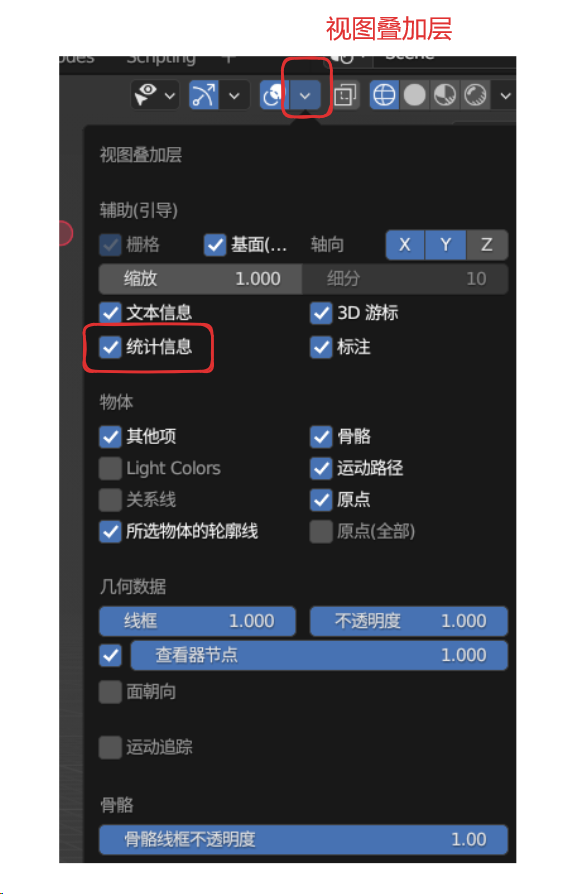 视图叠加层
Scripting +
视图叠加层
辅助(引导)
栅格 基面(... 轴向 X Y Z
缩放 1.000 细分 10
文本信息 3D 游标
统计信息 标注
物体
其他项 骨骼
Light Colors 运动路径
关系线 原点
所选物体的轮廓线 原点(全部)
几何数据
线框 1.000 不透明度 1.000
查看器节点 1.000
面朝向
运动追踪
骨骼
骨骼线框不透明度 1.00